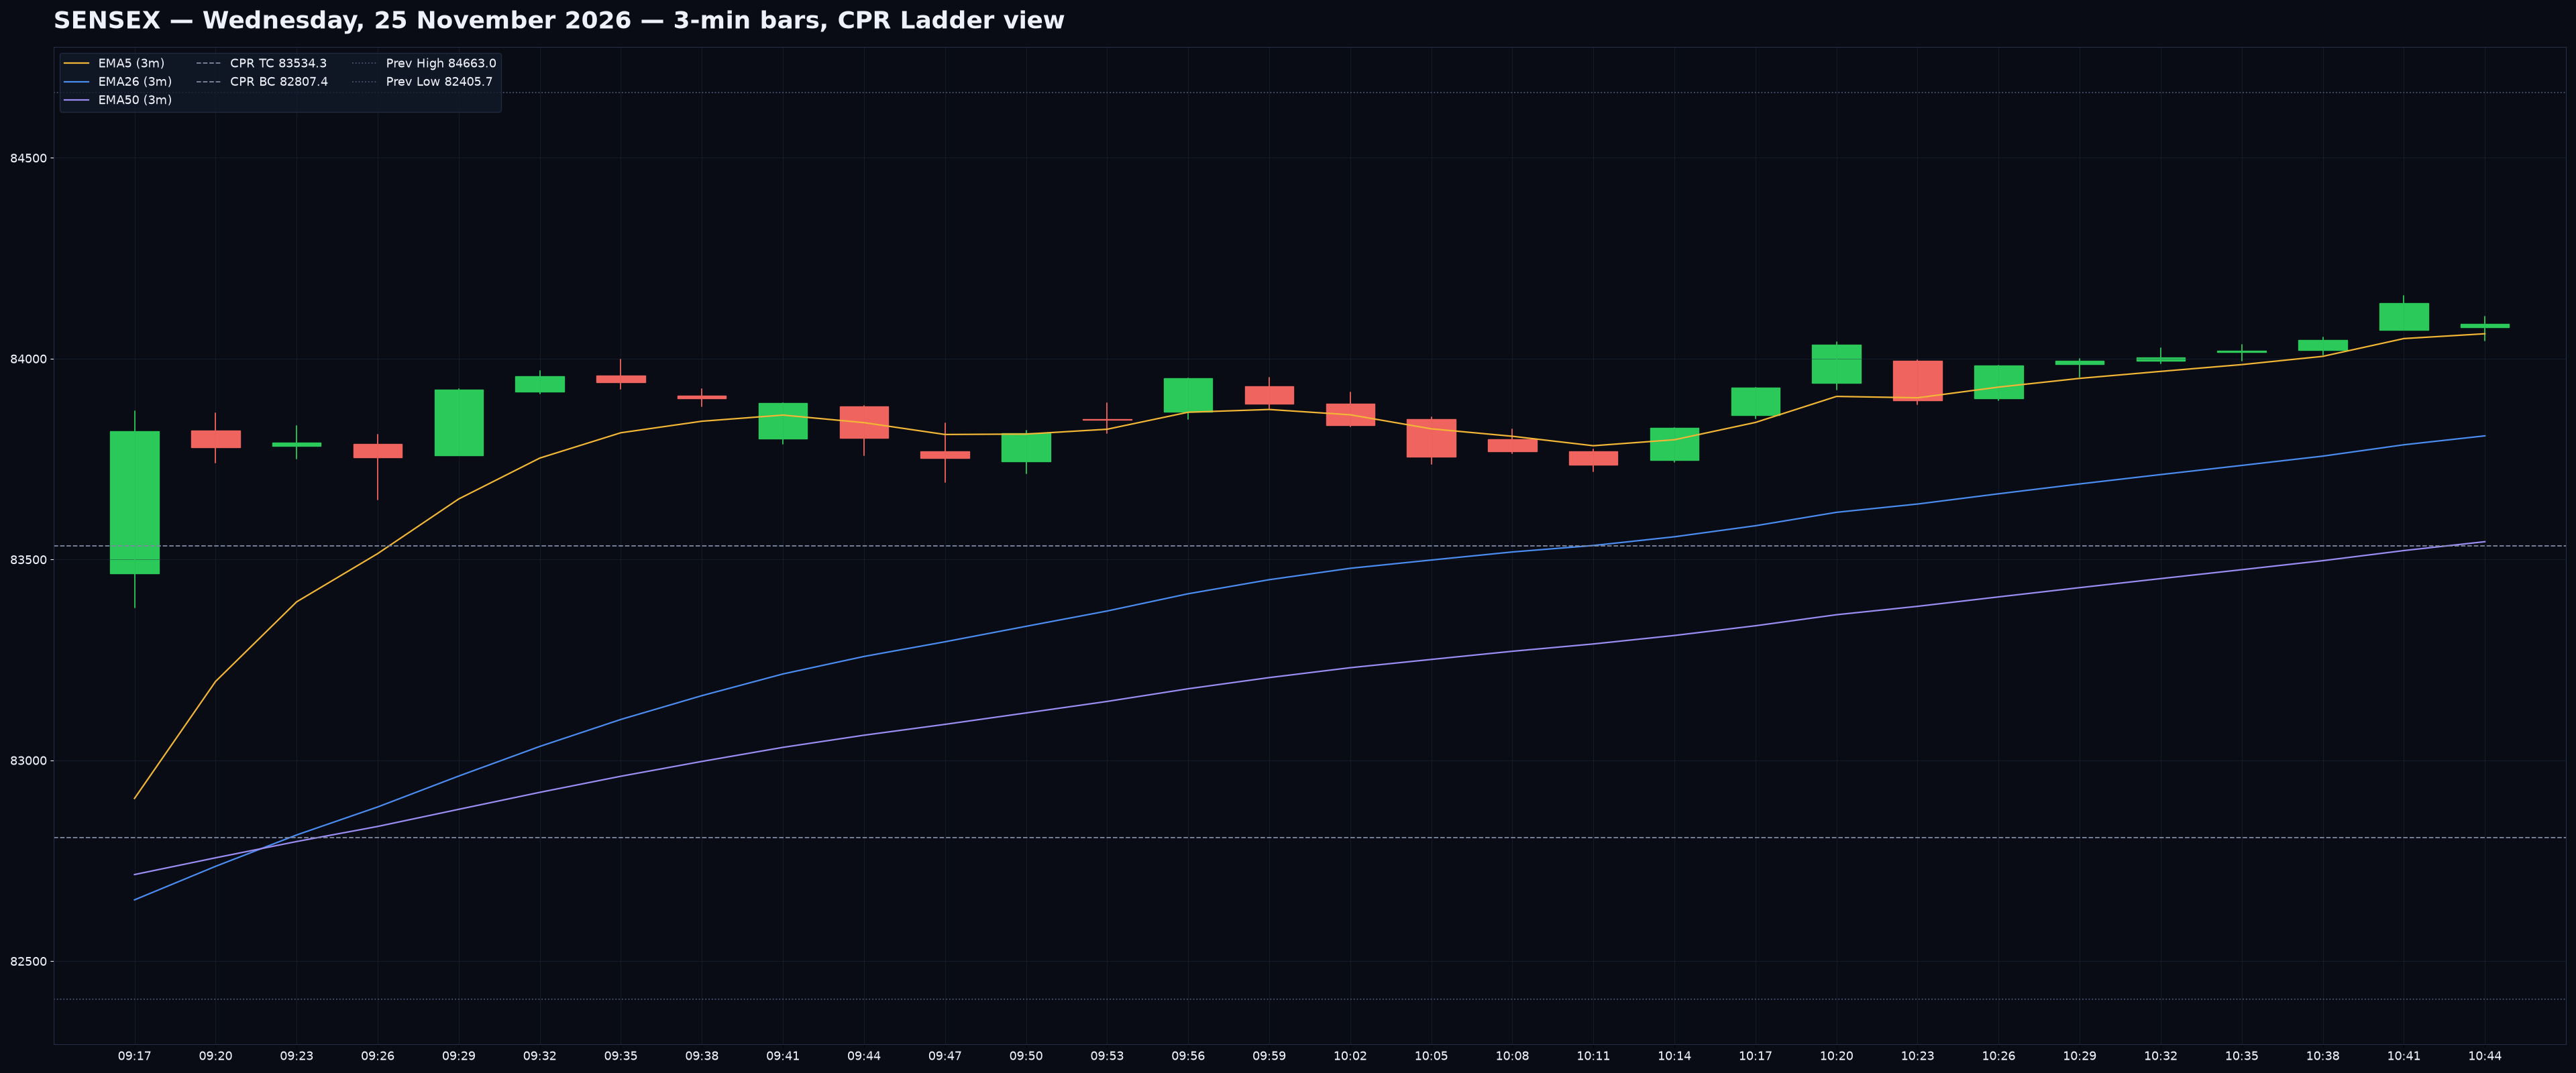 SENSEX — Wednesday, 25 November 2026 — 3-min bars, CPR Ladder view
EMA5 (3m) CPR TC 83534.3 Prev High 84663.0
EMA26 (3m) CPR BC 82807.4 Prev Low 82405.7
EMA50 (3m)
84500
84000
83500
83000
82500
09:17 09:20 09:23 09:26 09:29 09:32 09:35 09:38 09:41 09:44 09:47 09:50 09:53 09:56 09:59 10:02 10:05 10:08 10:11 10:14 10:17 10:20 10:23 10:26 10:29 10:32 10:35 10:38 10:41 10:44